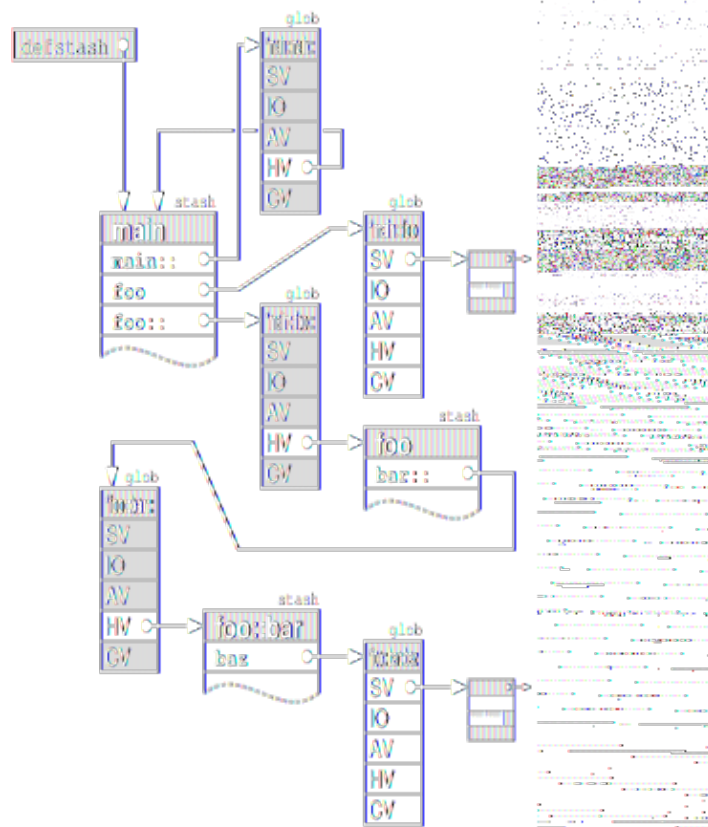 glob
defstash
SV
IO
AV
HV
GV
stash
main
main::
foo
foo::
glob
SV
IO
AV
HV
GV
glob
SV
IO
AV
HV
GV
stash
foo
baz::
glob
SV
IO
AV
HV
GV
stash
foo::bar
baz
glob
SV
IO
AV
HV
GV